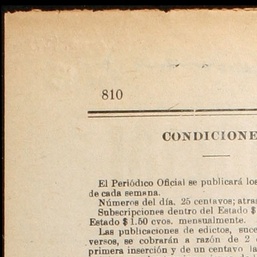 810
CONDICIONE
El Periódico Oficial se publicará los
de cada semana.
Números del día, 25 centavos; atra
Subscripciones dentro del Estado $
Estado $ 1.50 cvos. mensualmente.
Las publicaciones de edictos, suce
versos, se cobrarán a razón de 2 c
primera inserción y de un centavo la